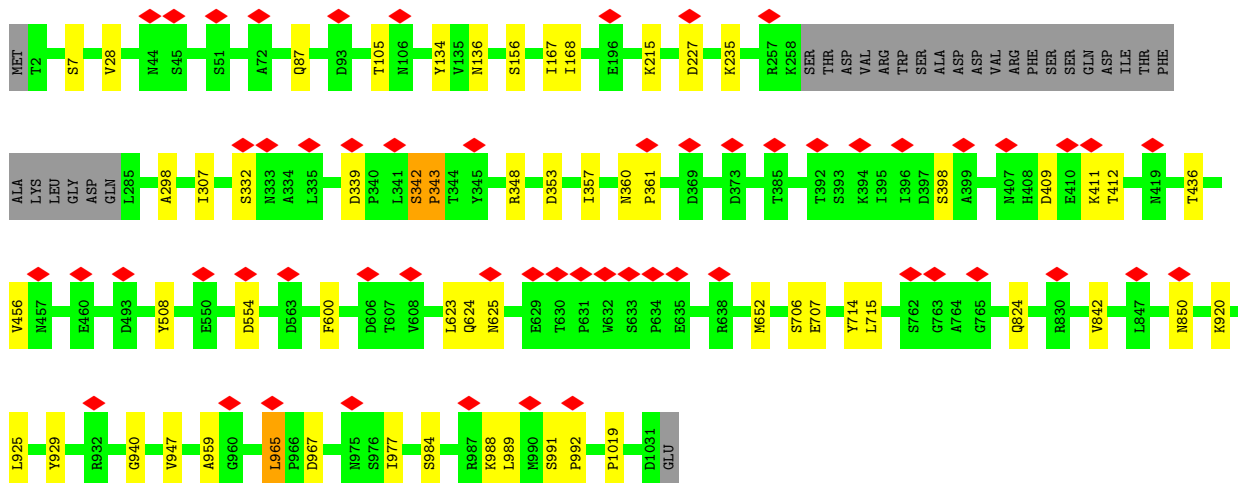 MET T2 S7 V28 N44 S45 S51 A72 Q87 D93 T105 N106 Y134 V135 N136 S156 I167 I168 E196 K215 D227 K235 R257 K258 SER THR ASP VAL ARG TRP SER ALA ASP ASP VAL ARG PHE SER SER GLN ASP ILE THR PHE
ALA LYS LEU GLY ASP GLN L285 A298 I307 S332 N333 A334 L335 D339 P340 L341 S342 P343 T344 Y345 R348 D353 I357 N360 P361 D369 D373 T385 T392 S393 K394 I395 I396 D397 S398 A399 N407 H408 D409 E410 K411 T412 N419 T436
V456 N457 E460 D493 Y508 E550 D554 D563 F600 D606 T607 V608 L623 Q624 N625 E629 T630 P631 W632 S633 P634 E635 R638 M652 S706 E707 Y714 L715 S762 G763 A764 G765 Q824 R830 V842 L847 N850 K920
L925 Y929 R932 G940 V947 A959 G960 L965 P966 D967 N975 S976 I977 S984 R987 K988 L989 M990 S991 P992 P1019 D1031 GLU